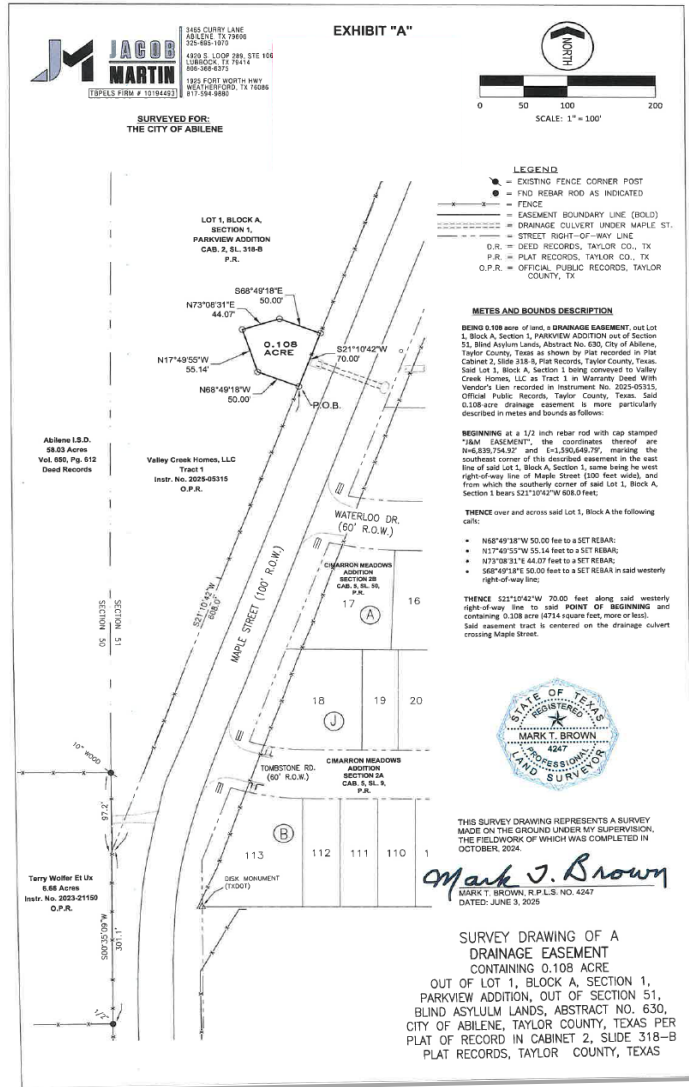 EXHIBIT "A"
JACOB
MARTIN
TBPELS FIRM # 10194493
3465 CURRY LANE
ABILENE TX 79606
325-695-1070
4920 S. LOOP 289, STE 106
LUBBOCK, TX 79414
806-368-6375
1925 FORT WORTH HWY
WEATHERFORD, TX 76086
817-594-9880
NORTH
0 50 100 200
SCALE: 1" = 100'
SURVEYED FOR:
THE CITY OF ABILENE
LEGEND
= EXISTING FENCE CORNER POST
= FND REBAR ROD AS INDICATED
= FENCE
= EASEMENT BOUNDARY LINE (BOLD)
= DRAINAGE CULVERT UNDER MAPLE ST.
= STREET RIGHT-OF-WAY LINE
D.R. = DEED RECORDS, TAYLOR CO., TX
P.R. = PLAT RECORDS, TAYLOR CO., TX
O.P.R. = OFFICIAL PUBLIC RECORDS, TAYLOR
COUNTY, TX
LOT 1, BLOCK A,
SECTION 1,
PARKVIEW ADDITION
CAB. 2, SL. 318-B
P.R.
S68°49'18"E
50.00'
N73°08'31"E
44.07'
0.108
ACRE
S21°10'42"W
70.00'
N17°49'55"W
55.14'
N68°49'18"W
50.00'
P.O.B.
METES AND BOUNDS DESCRIPTION
BEING 0.108 acre of land, a DRAINAGE EASEMENT, out Lot
1, Block A, Section 1, PARKVIEW ADDITION out of Section
51, Blind Asylum Lands, Abstract No. 630, City of Abilene,
Taylor County, Texas as shown by Plat recorded in Plat
Cabinet 2, Slide 318-B, Plat Records, Taylor County, Texas.
Said Lot 1, Block A, Section 1 being conveyed to Valley
Creek Homes, LLC as Tract 1 in Warranty Deed With
Vendor's Lien recorded in Instrument No. 2025-05315,
Official Public Records, Taylor County, Texas. Said
0.108-acre drainage easement is more particularly
described in metes and bounds as follows:
BEGINNING at a 1/2 inch rebar rod with cap stamped
"J&M EASEMENT", the coordinates thereof are
N=6,839,754.92' and E=1,590,649.79', marking the
southeast corner of this described easement in the east
line of said Lot 1, Block A, Section 1, same being he west
right-of-way line of Maple Street (100 feet wide), and
from which the southerly corner of said Lot 1, Block A,
Section 1 bears S21°10'42"W 608.0 feet;
THENCE over and across said Lot 1, Block A the following
calls:
• N68°49'18"W 50.00 fee to a SET REBAR;
• N17°49'55"W 55.14 feet to a SET REBAR;
• N73°08'31"E 44.07 feet to a SET REBAR;
• S68°49'18"E 50.00 feet to a SET REBAR in said westerly
right-of-way line;
THENCE S21°10'42"W 70.00 feet along said westerly
right-of-way line to said POINT OF BEGINNING and
containing 0.108 acre (4714 square feet, more or less).
Said easement tract is centered on the drainage culvert
crossing Maple Street.
Abilene I.S.D.
58.03 Acres
Vol. 650, Pg. 612
Deed Records
Valley Creek Homes, LLC
Tract 1
Instr. No. 2025-05315
O.P.R.
WATERLOO DR.
(60' R.O.W.)
CIMARRON MEADOWS
ADDITION
SECTION 2B
CAB. 5, SL. 50,
P.R.
17
16
A
S21°10'42"W
608.0'
MAPLE STREET (100' R.O.W.)
SECTION 50
SECTION 51
18
19
20
J
TOMBSTONE RD.
(60' R.O.W.)
CIMARRON MEADOWS
ADDITION
SECTION 2A
CAB. 5, SL. 9,
P.R.
10" WOOD
97.2'
B
113
112
111
110
1
DISK MONUMENT
(TXDOT)
Terry Wolfer Et Ux
6.68 Acres
Instr. No. 2023-21150
O.P.R.
S00°35'09"W
301.1'
1/2"
STATE OF TEXAS
REGISTERED
MARK T. BROWN
4247
PROFESSIONAL
LAND SURVEYOR
THIS SURVEY DRAWING REPRESENTS A SURVEY
MADE ON THE GROUND UNDER MY SUPERVISION,
THE FIELDWORK OF WHICH WAS COMPLETED IN
OCTOBER, 2024.
Mark T. Brown
MARK T. BROWN, R.P.L.S. NO. 4247
DATED: JUNE 3, 2025
SURVEY DRAWING OF A
DRAINAGE EASEMENT
CONTAINING 0.108 ACRE
OUT OF LOT 1, BLOCK A, SECTION 1,
PARKVIEW ADDITION, OUT OF SECTION 51,
BLIND ASYLULM LANDS, ABSTRACT NO. 630,
CITY OF ABILENE, TAYLOR COUNTY, TEXAS PER
PLAT OF RECORD IN CABINET 2, SLIDE 318-B
PLAT RECORDS, TAYLOR COUNTY, TEXAS